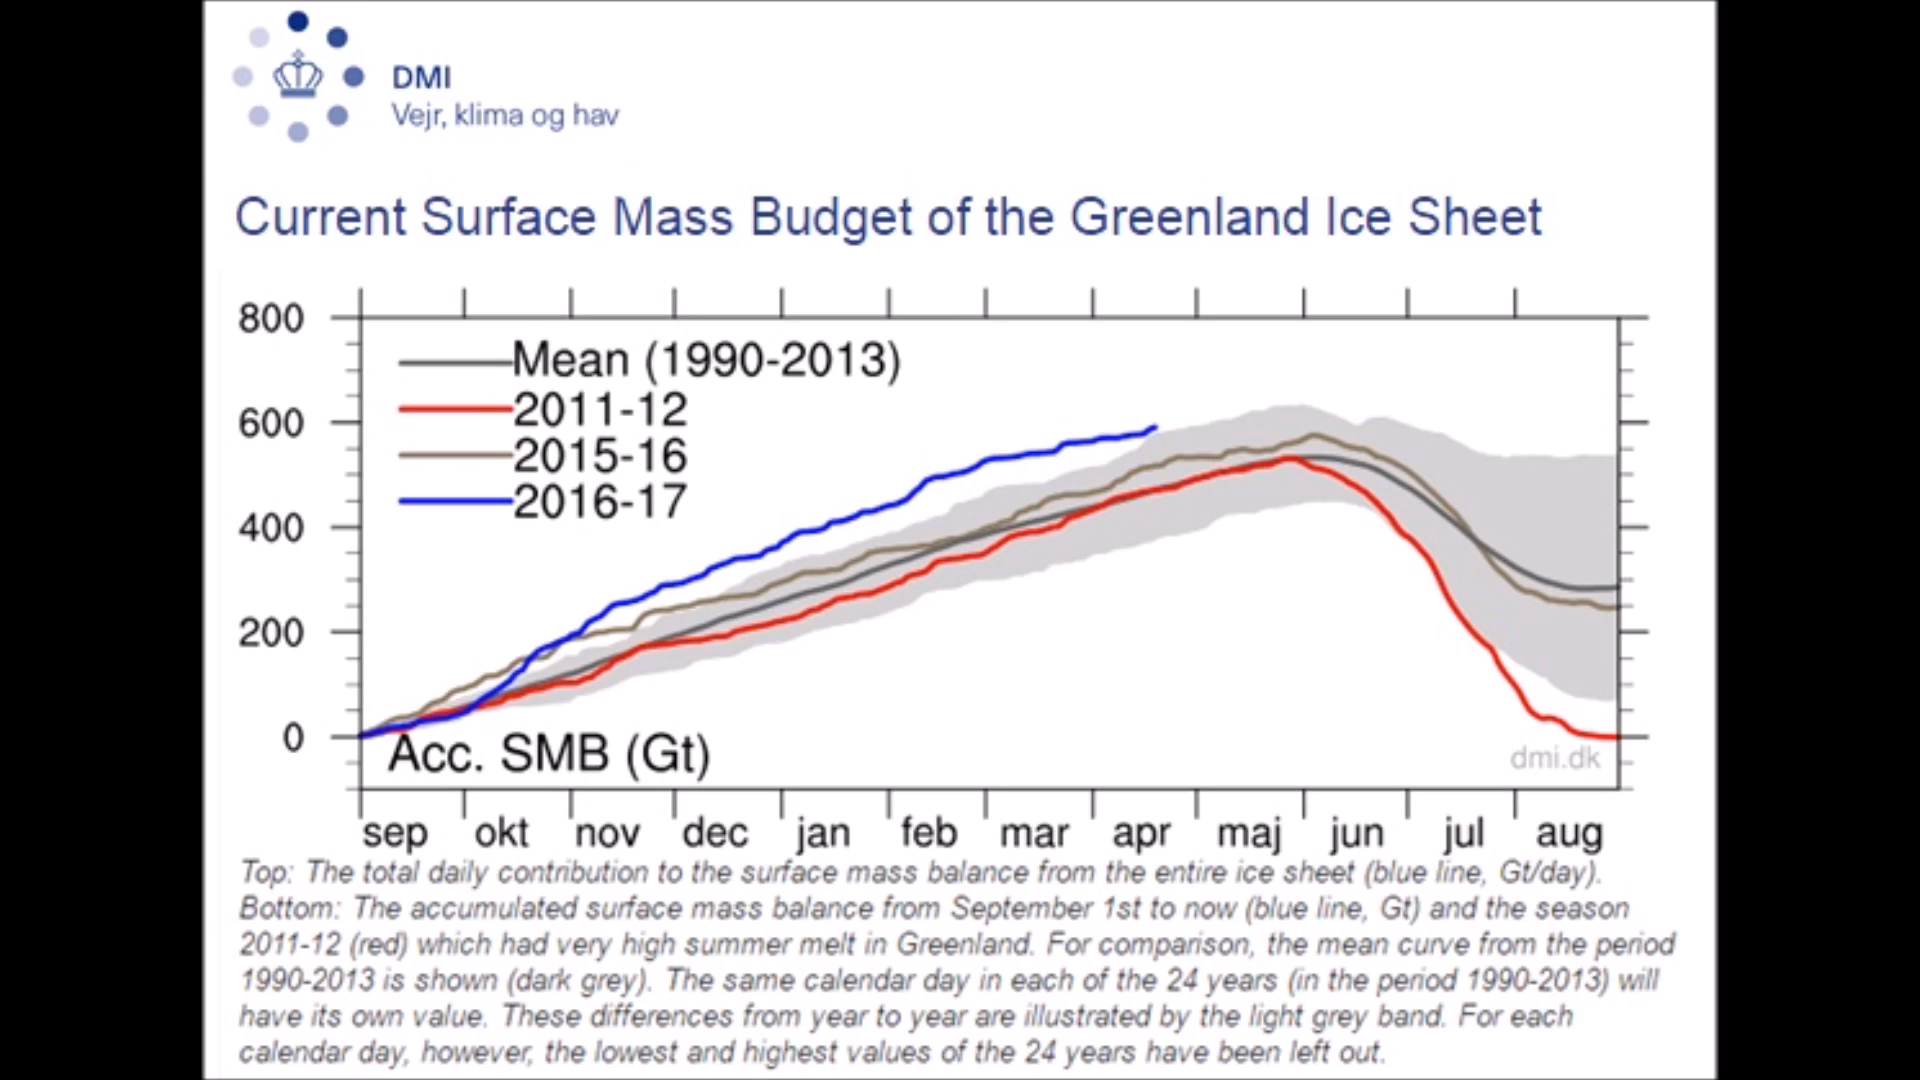 DMI
Vejr, klima og hav
Current Surface Mass Budget of the Greenland Ice Sheet
800
600
400
200
0
Mean (1990-2013)
2011-12
2015-16
2016-17
Acc. SMB (Gt)
dmi.dk
sep okt nov dec jan feb mar apr maj jun jul aug
Top: The total daily contribution to the surface mass balance from the entire ice sheet (blue line, Gt/day).
Bottom: The accumulated surface mass balance from September 1st to now (blue line, Gt) and the season
2011-12 (red) which had very high summer melt in Greenland. For comparison, the mean curve from the period
1990-2013 is shown (dark grey). The same calendar day in each of the 24 years (in the period 1990-2013) will
have its own value. These differences from year to year are illustrated by the light grey band. For each
calendar day, however, the lowest and highest values of the 24 years have been left out.